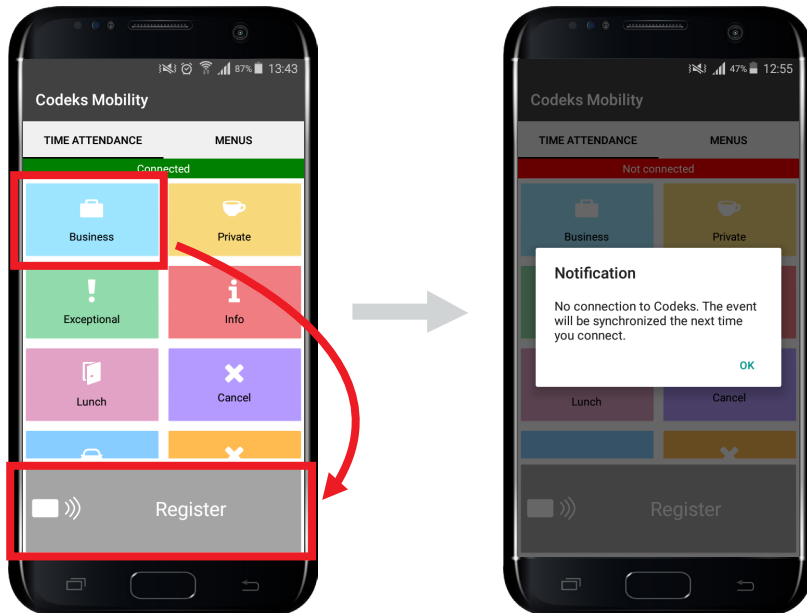 87% 13:43
Codeks Mobility
TIME ATTENDANCE MENUS
Connected
Business Private
Exceptional Info
Lunch Cancel
Register
47% 12:55
Codeks Mobility
TIME ATTENDANCE MENUS
Not connected
Business Private
Notification
No connection to Codeks. The event
will be synchronized the next time
you connect.
OK
Lunch Cancel
Register